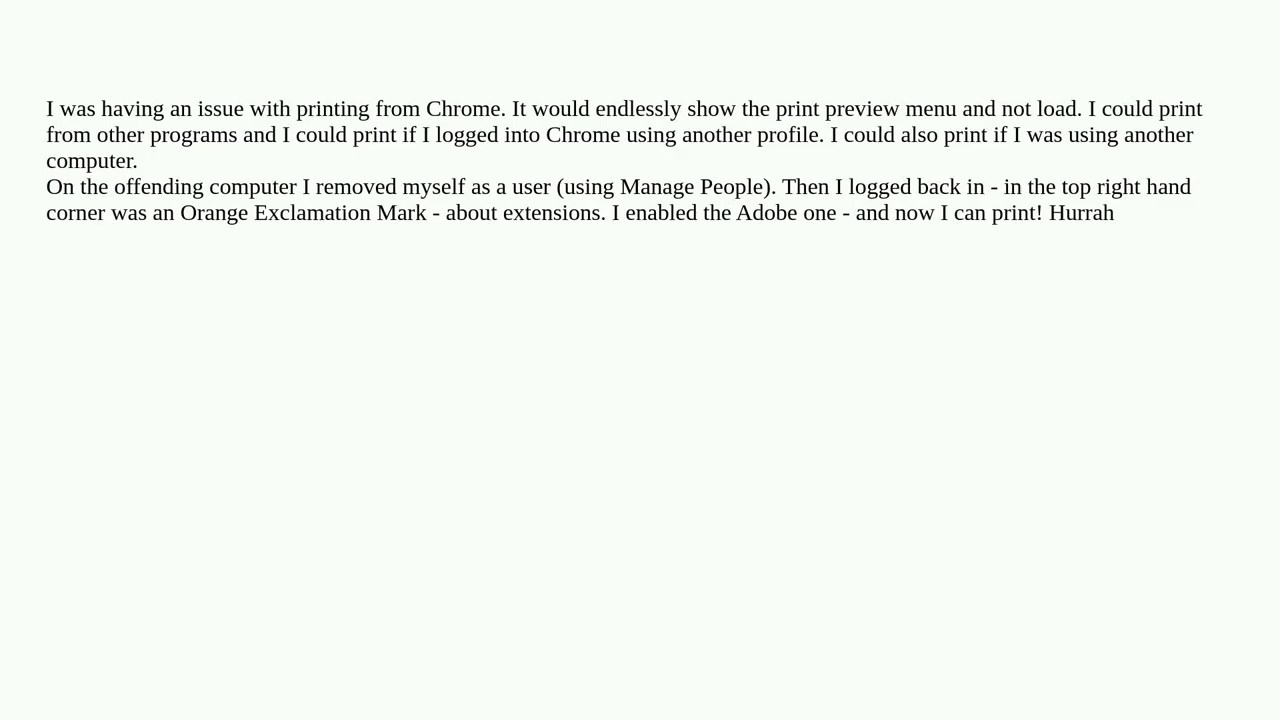 I was having an issue with printing from Chrome. It would endlessly show the print preview menu and not load. I could print
from other programs and I could print if I logged into Chrome using another profile. I could also print if I was using another
computer.
On the offending computer I removed myself as a user (using Manage People). Then I logged back in - in the top right hand
corner was an Orange Exclamation Mark - about extensions. I enabled the Adobe one - and now I can print! Hurrah